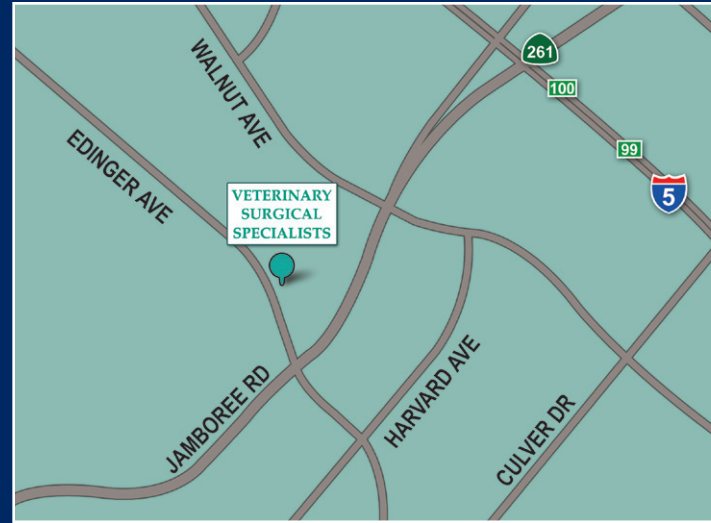 261
WALNUT AVE
100
EDINGER AVE
99
5
VETERINARY
SURGICAL
SPECIALISTS
JAMBOREE RD
HARVARD AVE
CULVER DR